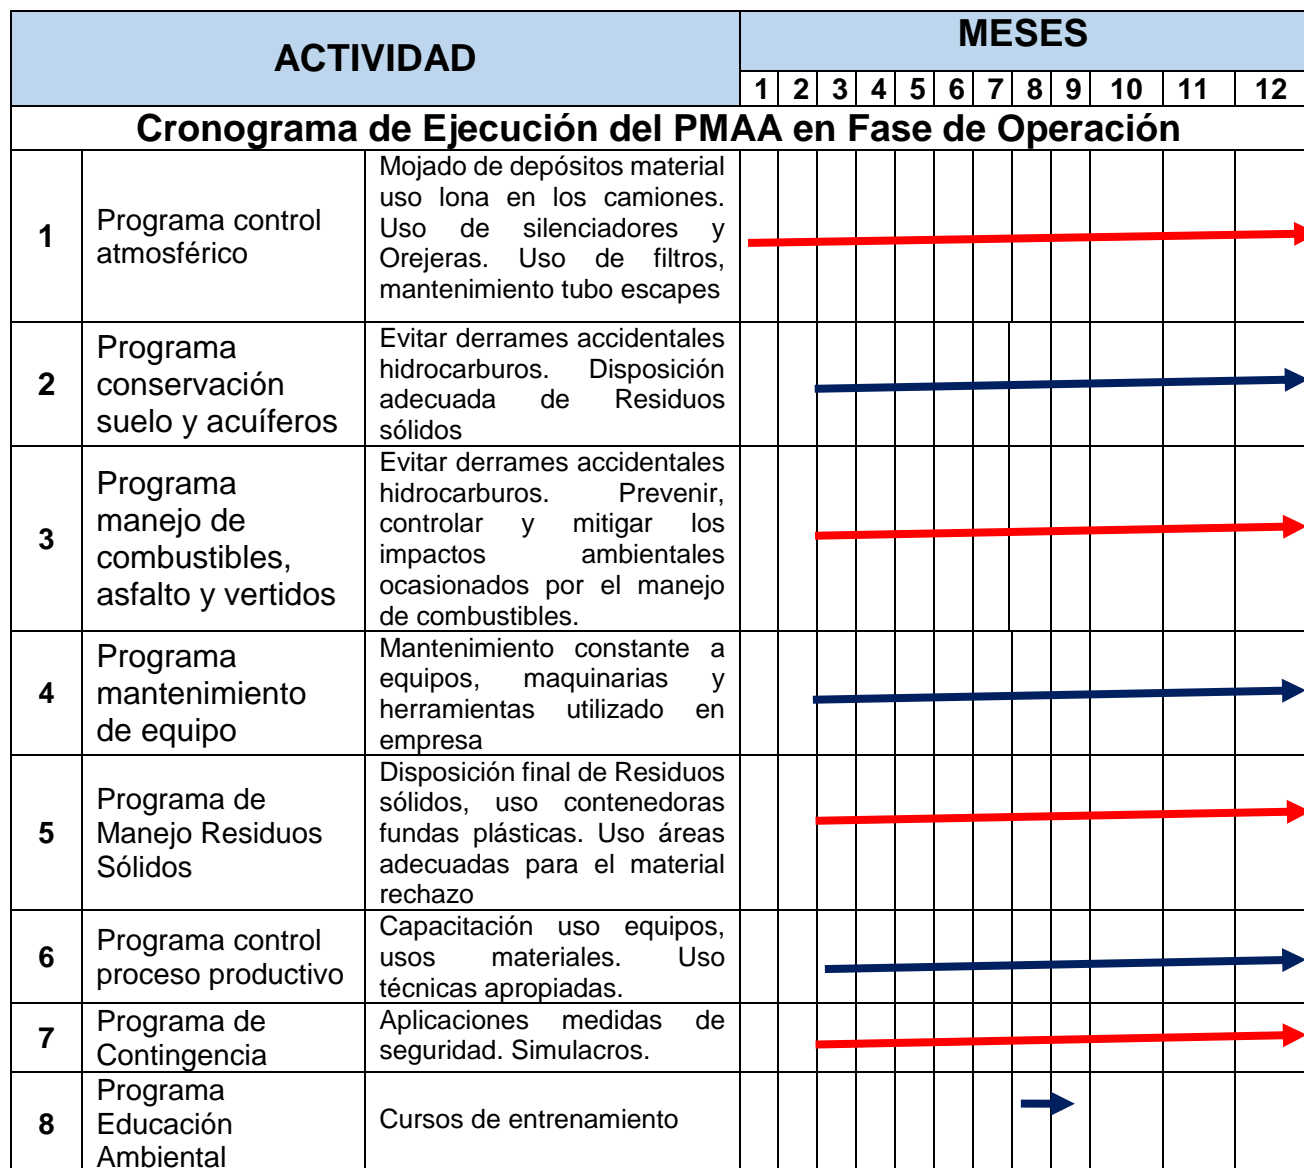 ACTIVIDAD
MESES
1 2 3 4 5 6 7 8 9 10 11 12
Cronograma de Ejecución del PMAA en Fase de Operación
1
Programa control
atmosférico
Mojado de depósitos material
uso lona en los camiones.
Uso de silenciadores y
Orejeras. Uso de filtros,
mantenimiento tubo escapes
2
Programa
conservación
suelo y acuíferos
Evitar derrames accidentales
hidrocarburos. Disposición
adecuada de Residuos
sólidos
3
Programa
manejo de
combustibles,
asfalto y vertidos
Evitar derrames accidentales
hidrocarburos. Prevenir,
controlar y mitigar los
impactos ambientales
ocasionados por el manejo
de combustibles.
4
Programa
mantenimiento
de equipo
Mantenimiento constante a
equipos, maquinarias y
herramientas utilizado en
empresa
5
Programa de
Manejo Residuos
Sólidos
Disposición final de Residuos
sólidos, uso contenedoras
fundas plásticas. Uso áreas
adecuadas para el material
rechazo
6
Programa control
proceso productivo
Capacitación uso equipos,
usos materiales. Uso
técnicas apropiadas.
7
Programa de
Contingencia
Aplicaciones medidas de
seguridad. Simulacros.
8
Programa
Educación
Ambiental
Cursos de entrenamiento